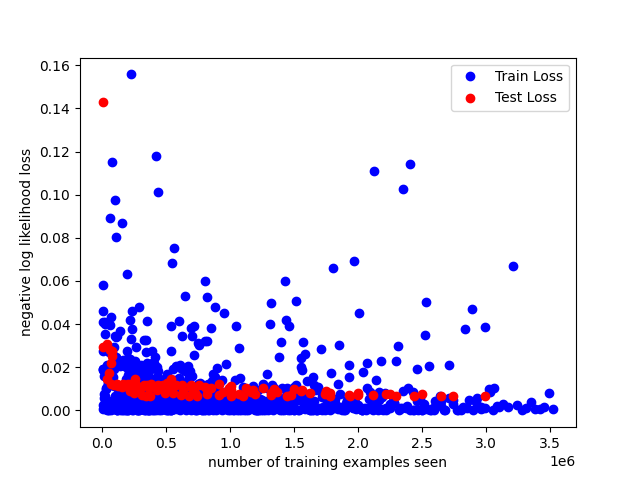 0.16
0.14
0.12
0.10
0.08
0.06
0.04
0.02
0.00
negative log likelihood loss
Train Loss
Test Loss
0.0 0.5 1.0 1.5 2.0 2.5 3.0 3.5
1e6
number of training examples seen